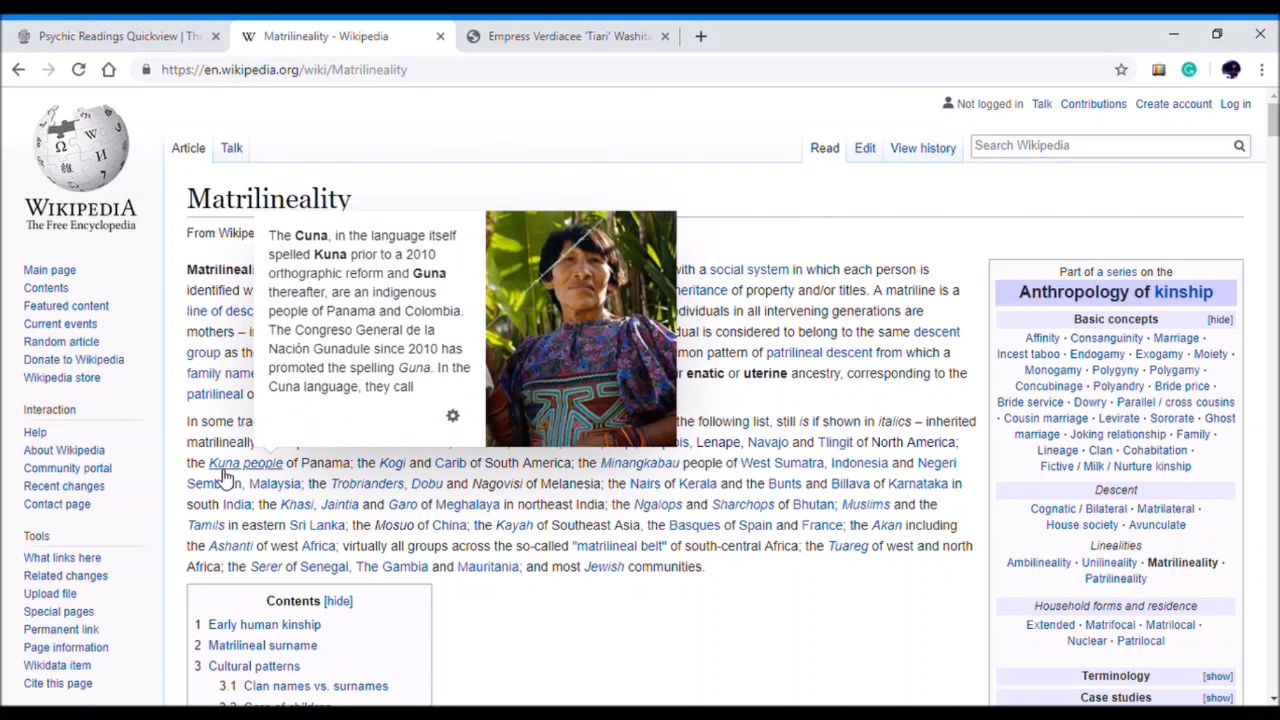 Psychic Readings Quickview | The
Matrilineality - Wikipedia
Empress Verdiacee 'Tiari' Washita
https://en.wikipedia.org/wiki/Matrilineality
Not logged in Talk Contributions Create account Log in
Article Talk
Read Edit View history
Search Wikipedia
WIKIPEDIA
The Free Encyclopedia
Main page
Contents
Featured content
Current events
Random article
Donate to Wikipedia
Wikipedia store
Interaction
Help
About Wikipedia
Community portal
Recent changes
Contact page
Tools
What links here
Related changes
Upload file
Special pages
Permanent link
Page information
Wikidata item
Cite this page
Matrilineality
From Wikipe
The Cuna, in the language itself
spelled Kuna prior to a 2010
orthographic reform and Guna
thereafter, are an indigenous
people of Panama and Colombia.
The Congreso General de la
Nación Gunadule since 2010 has
promoted the spelling Guna. In the
Cuna language, they call
Matrilineali with a social system in which each person is
identified w heritance of property and/or titles. A matriline is a
line of desc dividuals in all intervening generations are
mothers – i dual is considered to belong to the same descent
group as the mon pattern of patrilineal descent from which a
family name ir enatic or uterine ancestry, corresponding to the
patrilineal o
In some tra the following list, still is if shown in italics – inherited
matrilineally pis, Lenape, Navajo and Tlingit of North America;
the Kuna people of Panama; the Kogi and Carib of South America; the Minangkabau people of West Sumatra, Indonesia and Negeri
Sembilan, Malaysia; the Trobrianders, Dobu and Nagovisi of Melanesia; the Nairs of Kerala and the Bunts and Billava of Karnataka in
south India; the Khasi, Jaintia and Garo of Meghalaya in northeast India; the Ngalops and Sharchops of Bhutan; Muslims and the
Tamils in eastern Sri Lanka; the Mosuo of China; the Kayah of Southeast Asia, the Basques of Spain and France; the Akan including
the Ashanti of west Africa; virtually all groups across the so-called "matrilineal belt" of south-central Africa; the Tuareg of west and north
Africa; the Serer of Senegal, The Gambia and Mauritania; and most Jewish communities.
Contents [hide]
1 Early human kinship
2 Matrilineal surname
3 Cultural patterns
3.1 Clan names vs. surnames
Part of a series on the
Anthropology of kinship
Basic concepts [hide]
Affinity · Consanguinity · Marriage ·
Incest taboo · Endogamy · Exogamy · Moiety ·
Monogamy · Polygyny · Polygamy ·
Concubinage · Polyandry · Bride price ·
Bride service · Dowry · Parallel / cross cousins
· Cousin marriage · Levirate · Sororate · Ghost
marriage · Joking relationship · Family ·
Lineage · Clan · Cohabitation ·
Fictive / Milk / Nurture kinship
Descent
Cognatic / Bilateral · Matrilateral ·
House society · Avunculate
Linealities
Ambilineality · Unilineality · Matrilineality ·
Patrilineality
Household forms and residence
Extended · Matrifocal · Matrilocal ·
Nuclear · Patrilocal
Terminology [show]
Case studies [show]